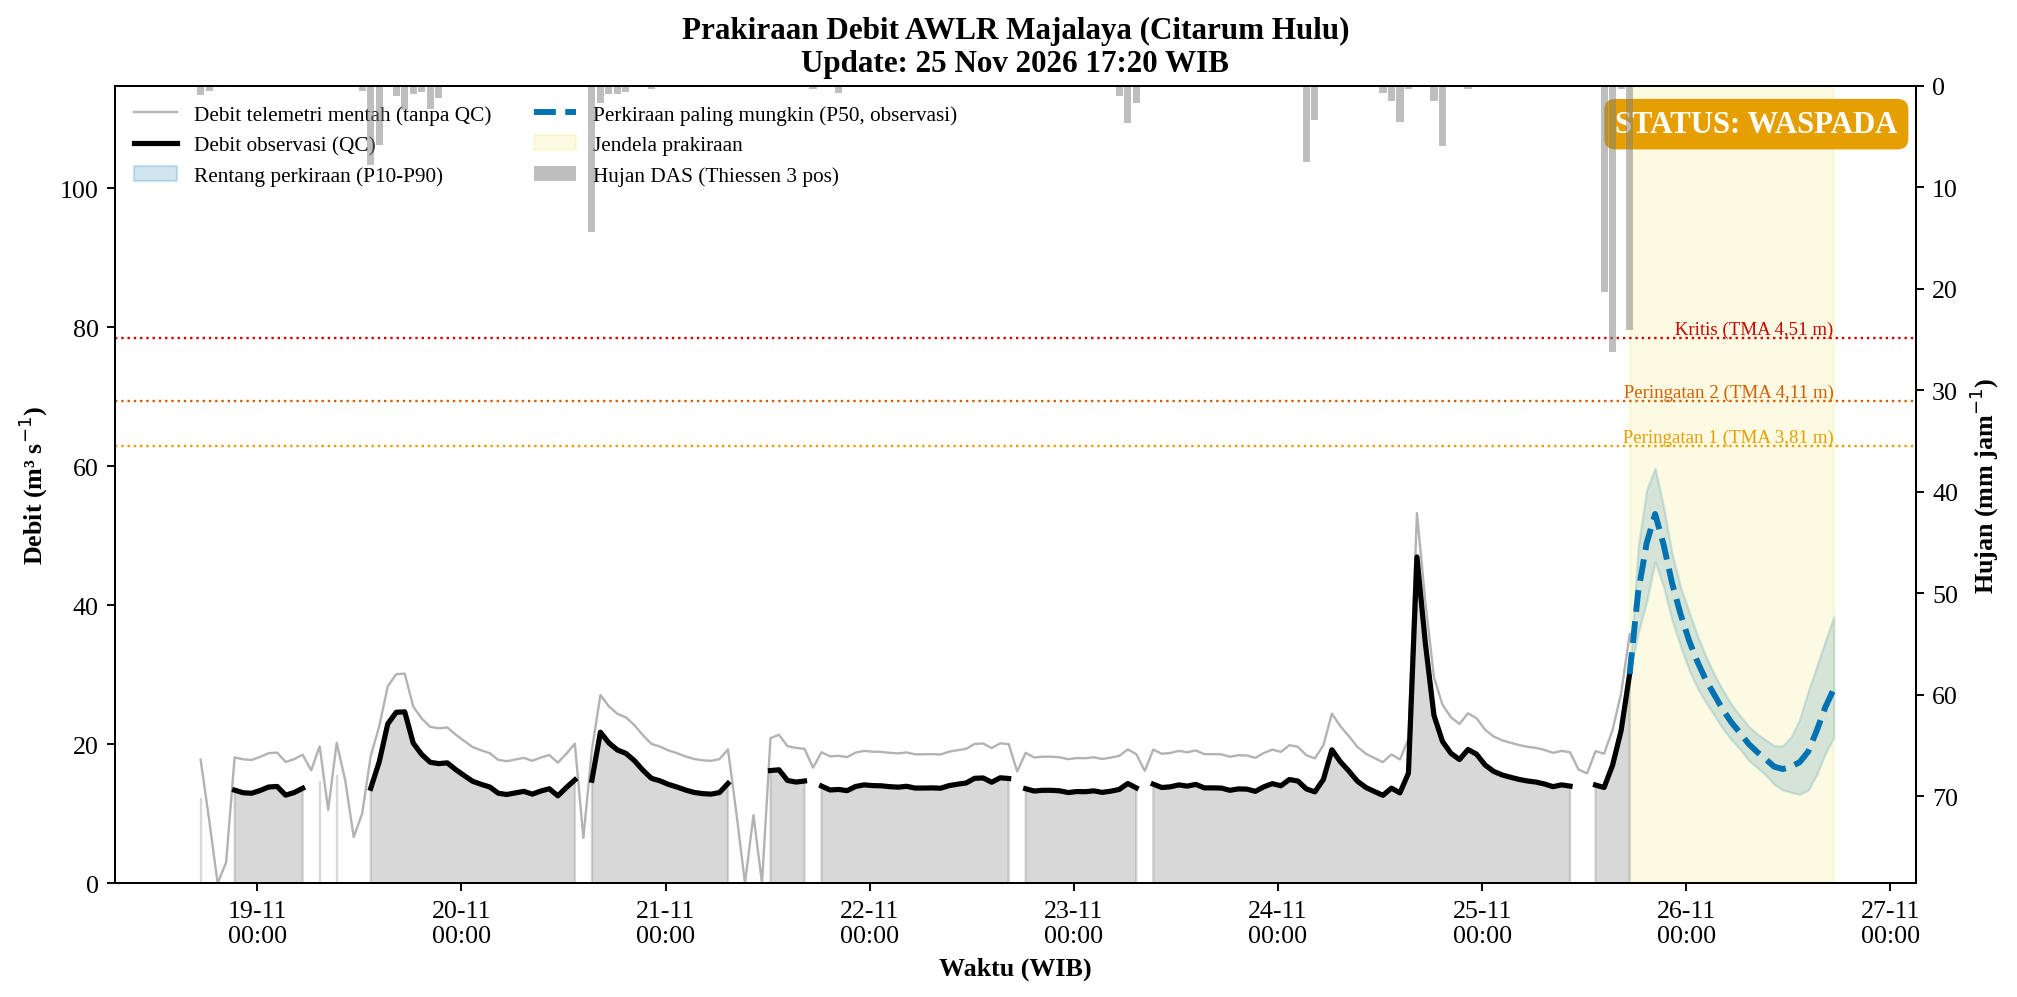 Prakiraan Debit AWLR Majalaya (Citarum Hulu)
Update: 25 Nov 2026 17:20 WIB
Debit telemetri mentah (tanpa QC)
Debit observasi (QC)
Rentang perkiraan (P10-P90)
Perkiraan paling mungkin (P50, observasi)
Jendela prakiraan
Hujan DAS (Thiessen 3 pos)
STATUS: WASPADA
Kritis (TMA 4,51 m)
Peringatan 2 (TMA 4,11 m)
Peringatan 1 (TMA 3,81 m)
Debit (m³ s⁻¹)
100
80
60
40
20
0
Hujan (mm jam⁻¹)
0
10
20
30
40
50
60
70
19-11
00:00
20-11
00:00
21-11
00:00
22-11
00:00
23-11
00:00
24-11
00:00
25-11
00:00
26-11
00:00
27-11
00:00
Waktu (WIB)